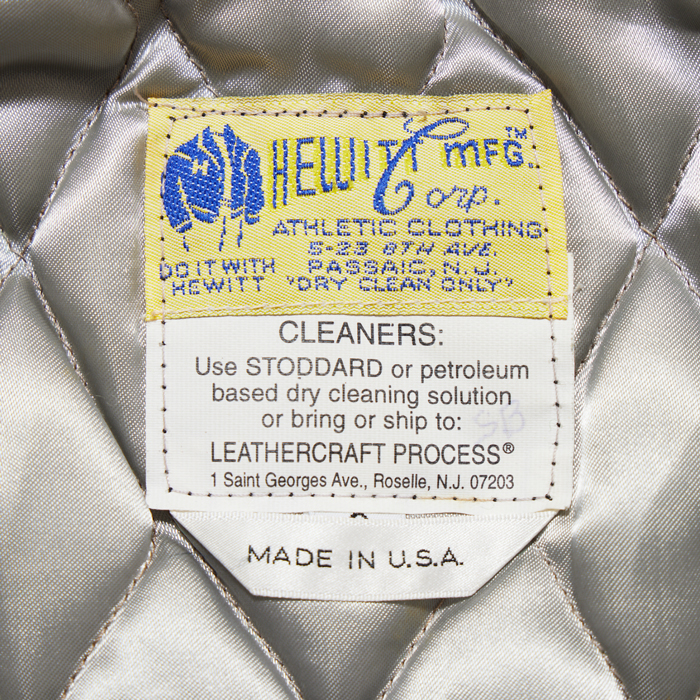 HEWITT MFG.™
Corp.
ATHLETIC CLOTHING
5-23 8TH AVE.
DO IT WITH
HEWITT
PASSAIC, N.J.
"DRY CLEAN ONLY"
CLEANERS:
Use STODDARD or petroleum
based dry cleaning solution
or bring or ship to:
SB
LEATHERCRAFT PROCESS®
1 Saint Georges Ave., Roselle, N.J. 07203
MADE IN U.S.A.